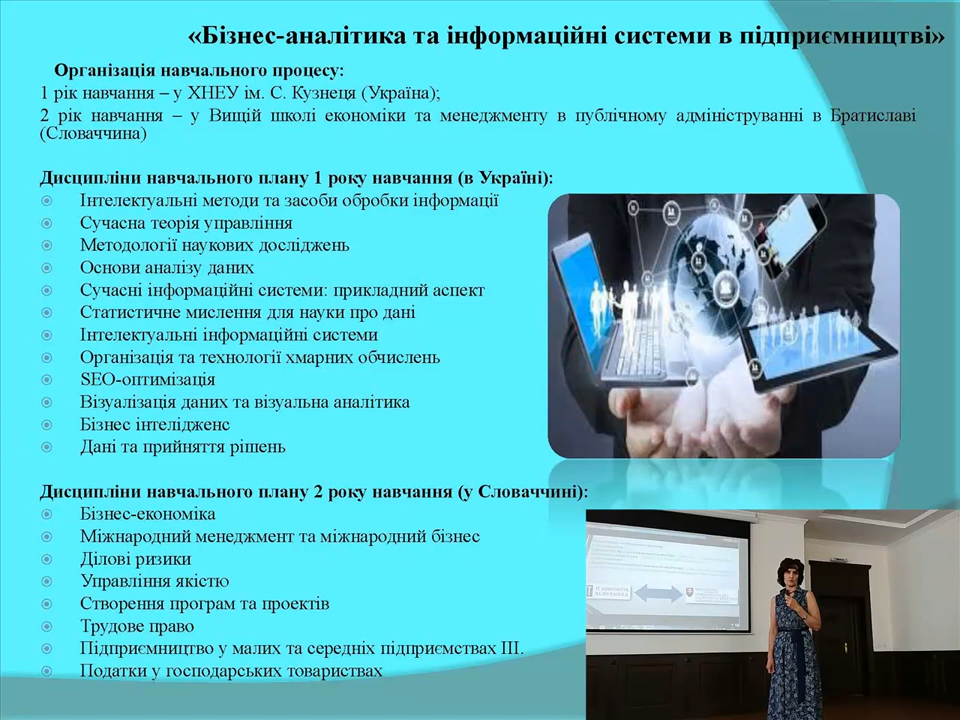 «Бізнес-аналітика та інформаційні системи в підприємництві»
Організація навчального процесу:
1 рік навчання – у ХНЕУ ім. С. Кузнеця (Україна);
2 рік навчання – у Вищій школі економіки та менеджменту в публічному адмініструванні в Братиславі
(Словаччина)
Дисципліни навчального плану 1 року навчання (в Україні):
Інтелектуальні методи та засоби обробки інформації
Сучасна теорія управління
Методології наукових досліджень
Основи аналізу даних
Сучасні інформаційні системи: прикладний аспект
Статистичне мислення для науки про дані
Інтелектуальні інформаційні системи
Організація та технології хмарних обчислень
SEO-оптимізація
Візуалізація даних та візуальна аналітика
Бізнес інтелідженс
Дані та прийняття рішень
Дисципліни навчального плану 2 року навчання (у Словаччині):
Бізнес-економіка
Міжнародний менеджмент та міжнародний бізнес
Ділові ризики
Управління якістю
Створення програм та проектів
Трудове право
Підприємництво у малих та середніх підприємствах III.
Податки у господарських товариствах